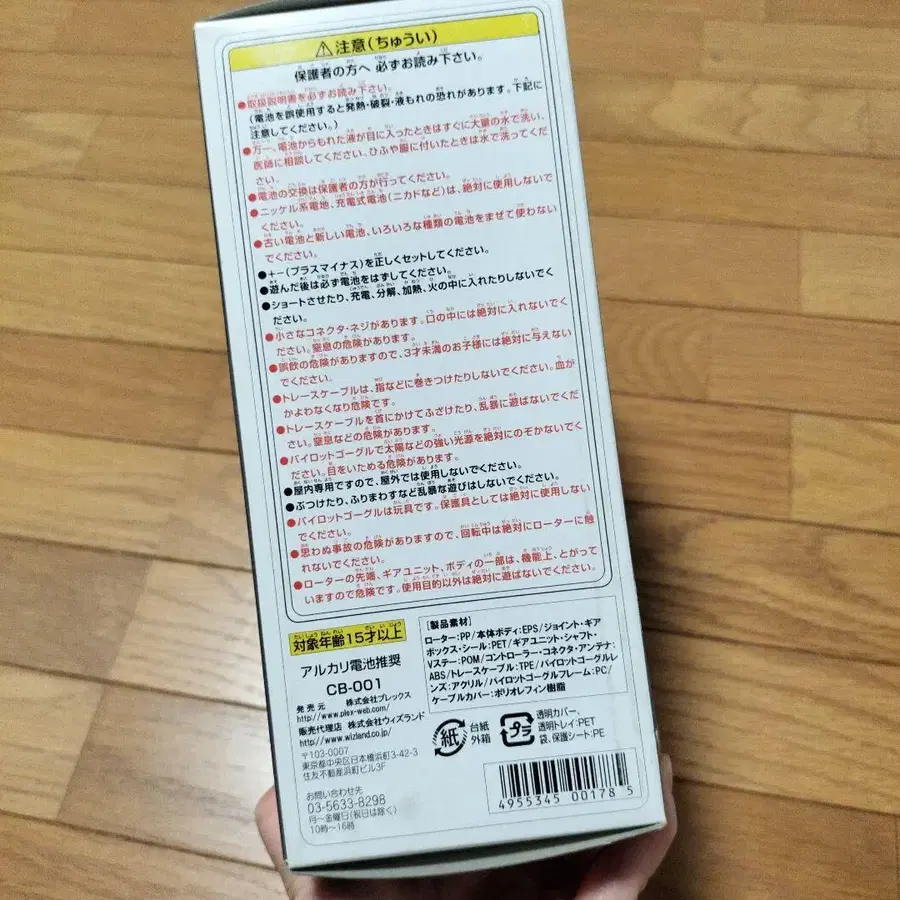 ⚠注意(ちゅうい)
保護者の方へ 必ずお読み下さい。
●取扱説明書を必ずお読み下さい。
(電池を誤使用すると発熱・破裂・液もれの恐れがあります。下記に
注意してください。)
●万一、電池からもれた液が目に入ったときはすぐに大量の水で洗い、
医師に相談してください。ひふや服に付いたときは水で洗ってくだ
さい。
●電池の交換は保護者の方が行ってください。
●ニッケル系電地、充電式電池(ニカドなど)は、絶対に使用しないで
ください。
●古い電池と新しい電池、いろいろな種類の電池をまぜて使わない
でください。
●+−(プラスマイナス)を正しくセットしてください。
●遊んだ後は必ず電池をはずしてください。
●ショートさせたり、充電、分解、加熱、火の中に入れたりしないでく
ださい。
●小さなコネクタ・ネジがあります。口の中には絶対に入れないでく
ださい。窒息の危険があります。
●誤飲の危険がありますので、3才未満のお子様には絶対に与えない
でください。
●トレースケーブルは、指などに巻きつけたりしないでください。血が
かよわなくなり危険です。
●トレースケーブルを首にかけてふざけたり、乱暴に遊ばないでくだ
さい。窒息などの危険があります。
●パイロットゴーグルで太陽などの強い光源を絶対にのぞかないでく
ださい。目をいためる危険があります。
●屋内専用ですので、屋外では使用しないでください。
●ぶつけたり、ふりまわすなど乱暴な遊びはしないでください。
●パイロットゴーグルは玩具です。保護具としては絶対に使用しない
でください。
●思わぬ事故の危険がありますので、回転中は絶対にローターに触
れないでください。
●ローターの先端、ギアユニット、ボディの一部は、機能上、とがって
いますので危険です。使用目的以外は絶対に遊ばないでください。
対象年齢15才以上
アルカリ電池推奨
CB-001
発売元 株式会社プレックス
http://www.plex-web.com/
販売代理店 株式会社ウィズランド
http://www.wizland.co.jp/
〒103-0007
東京都中央区日本橋浜町3-42-3
住友不動産浜町ビル3F
お問い合わせ先
03-5633-8298
月〜金曜日(祝日は除く)
10時〜16時
[製品素材]
ローター:PP/本体ボディ:EPS/ジョイント・ギア
ボックス・シール:PET/ギアユニット・シャフト・
Vステー:POM/コントローラー・コネクタ・アンテナ:
ABS/トレースケーブル:TPE/パイロットゴーグルレ
ンズ:アクリル/パイロットゴーグルフレーム:PC/
ケーブルカバー:ポリオレフィン樹脂
紙
台紙
外箱
プラ
透明カバー、
透明トレイ:PET
袋、保護シート:PE
4955345 00178 5